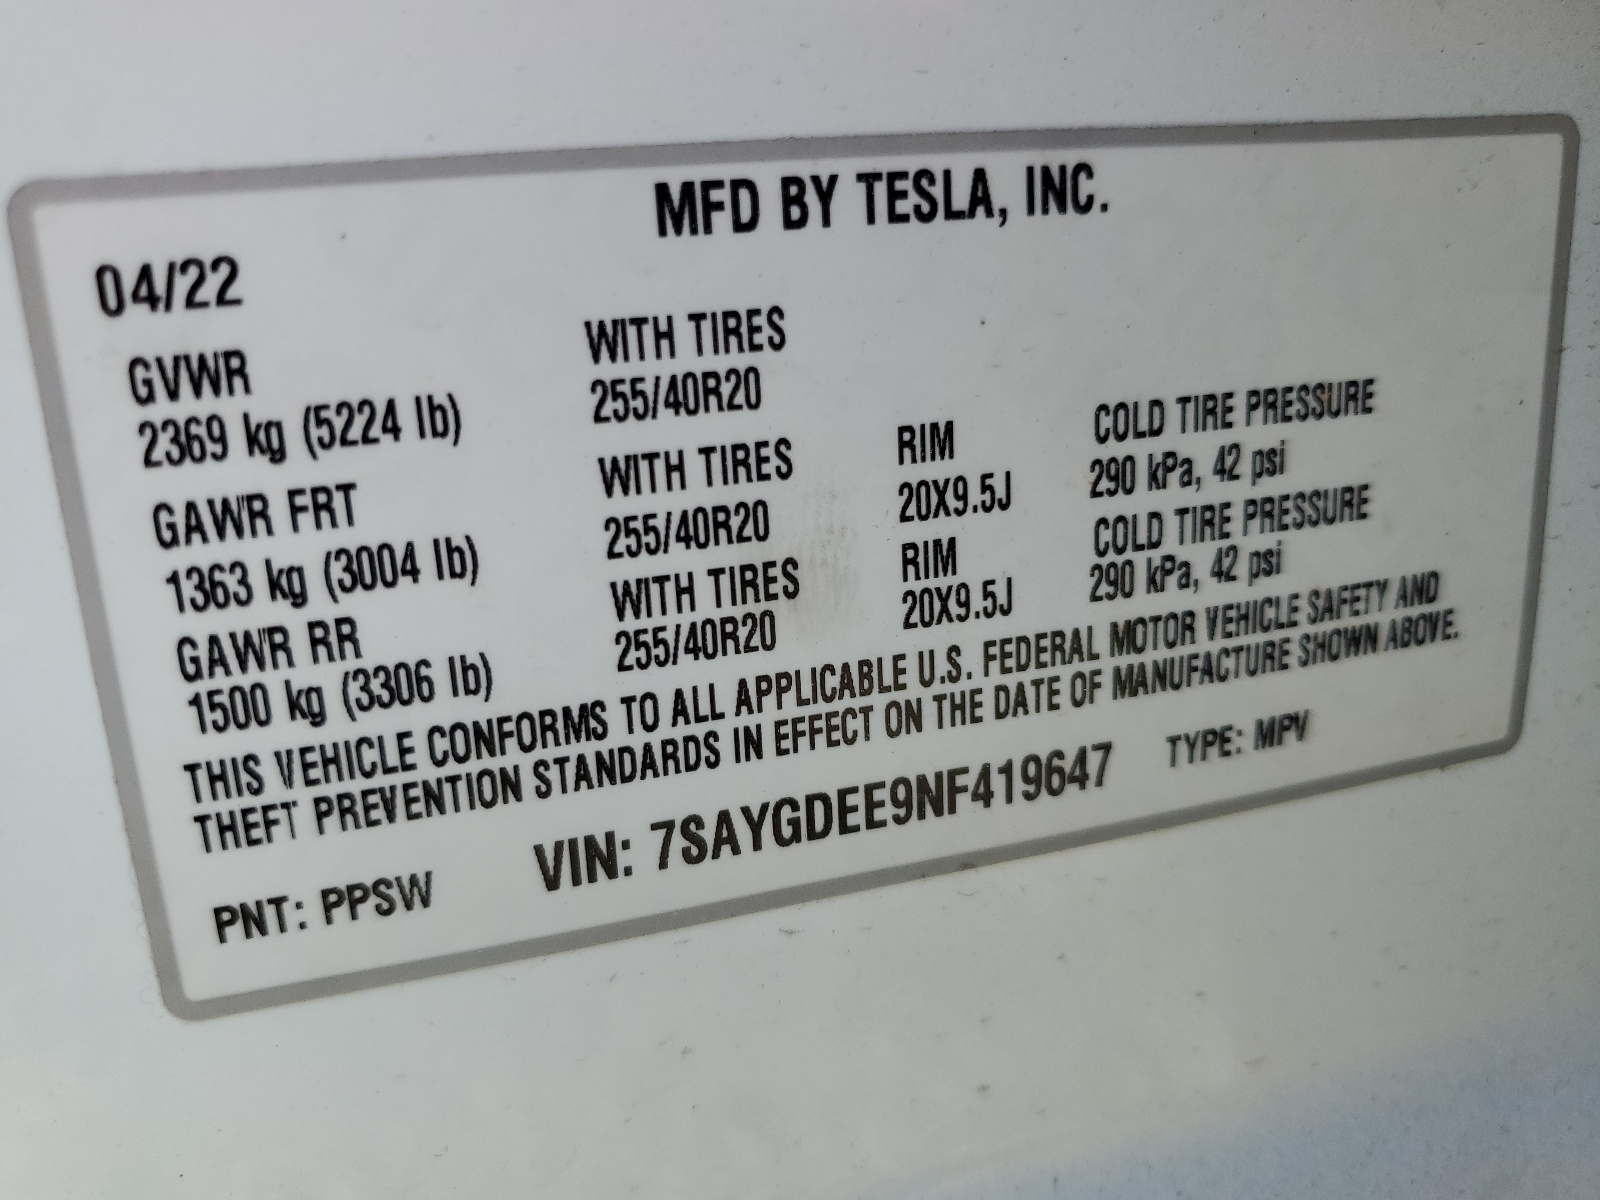 MFD BY TESLA, INC.
04/22
GVWR WITH TIRES
2369 kg (5224 lb) 255/40R20
GAWR FRT WITH TIRES RIM COLD TIRE PRESSURE
1363 kg (3004 lb) 255/40R20 20X9.5J 290 kPa, 42 psi
GAWR RR WITH TIRES RIM COLD TIRE PRESSURE
1500 kg (3306 lb) 255/40R20 20X9.5J 290 kPa, 42 psi
THIS VEHICLE CONFORMS TO ALL APPLICABLE U.S. FEDERAL MOTOR VEHICLE SAFETY AND
THEFT PREVENTION STANDARDS IN EFFECT ON THE DATE OF MANUFACTURE SHOWN ABOVE.
PNT: PPSW VIN: 7SAYGDEE9NF419647 TYPE: MPV